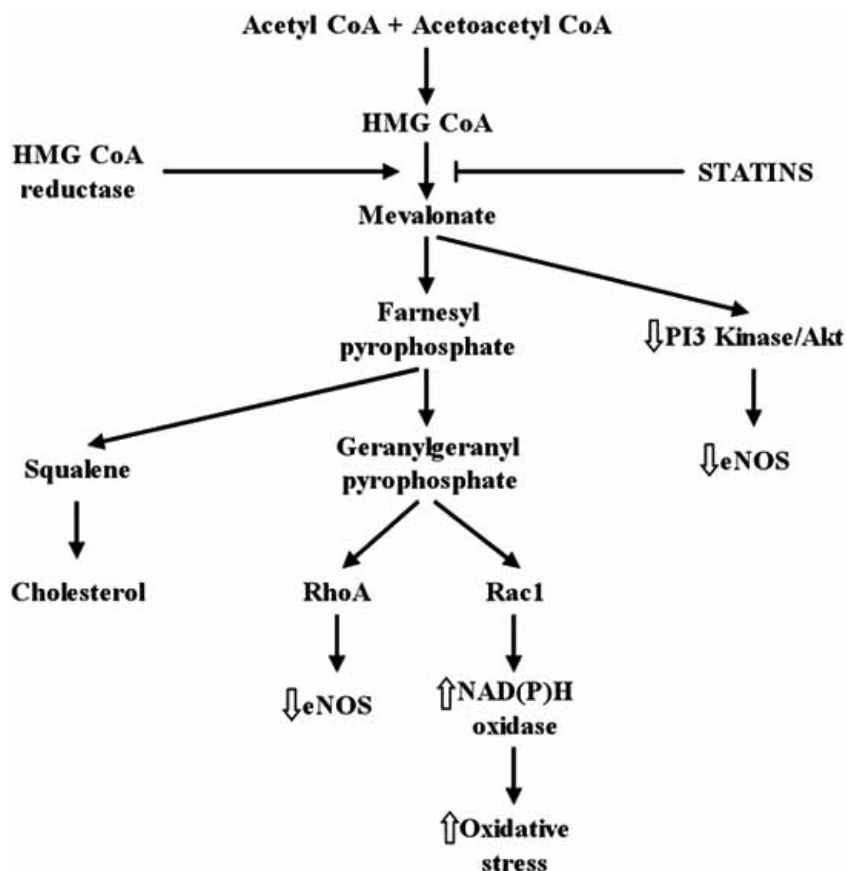 Acetyl CoA + Acetoacetyl CoA
HMG CoA
HMG CoA
reductase
STATINS
Mevalonate
Farnesyl
pyrophosphate
⇩PI3 Kinase/Akt
Squalene
Geranylgeranyl
pyrophosphate
⇩eNOS
Cholesterol
RhoA
Rac1
⇩eNOS
⇧NAD(P)H
oxidase
⇧Oxidative
stress